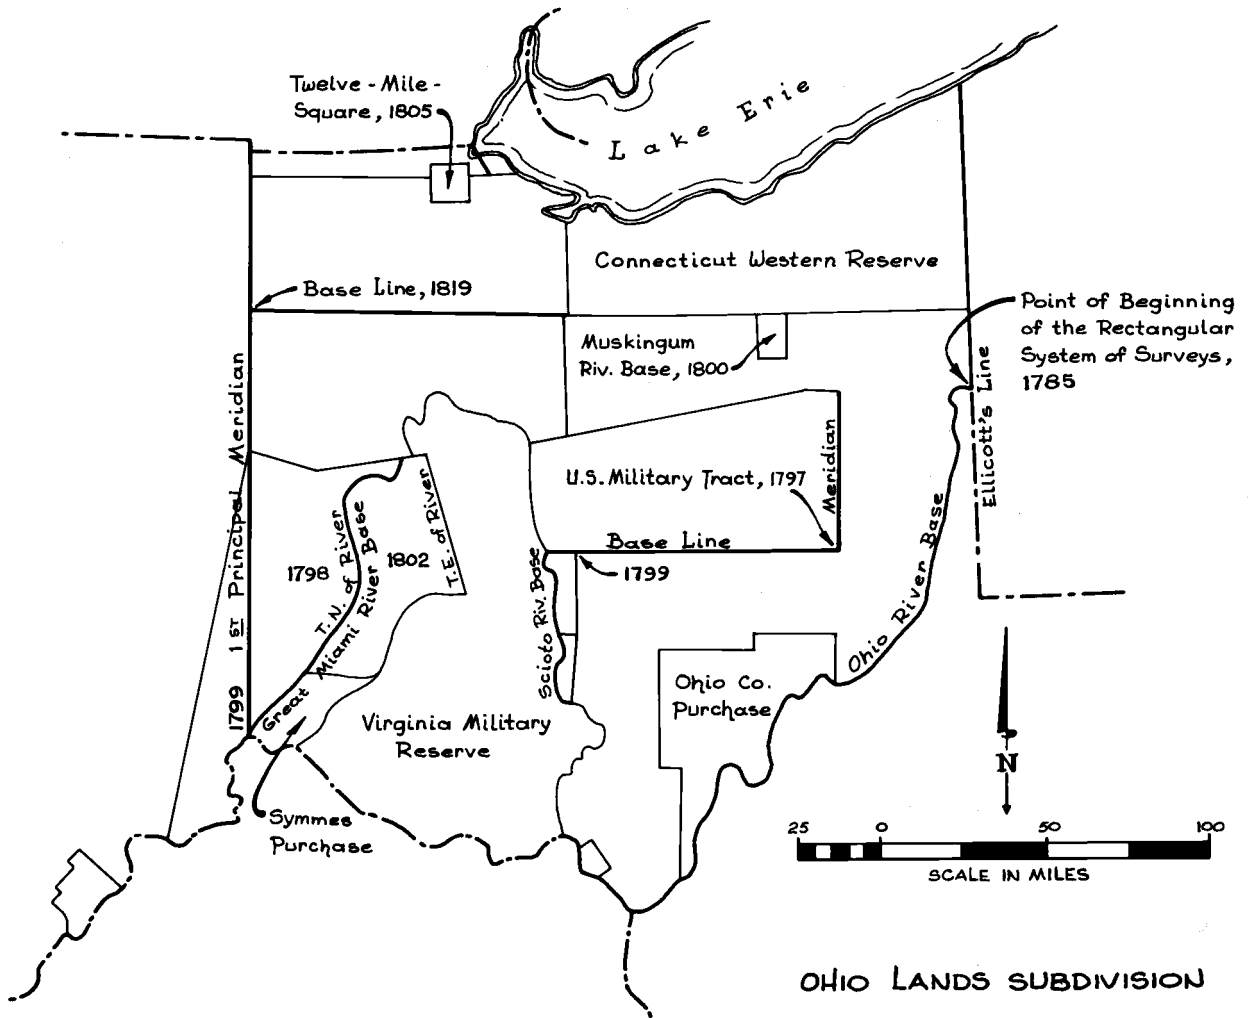 Twelve-Mile-
Square, 1805
Lake Erie
Connecticut Western Reserve
Base Line, 1819
Point of Beginning
of the Rectangular
System of Surveys,
1785
Muskingum
Riv. Base, 1800
Ellicott's Line
1799 1ST Principal Meridian
U.S. Military Tract, 1797
Meridian
Base Line
1799
1798
T.N. of River
Great Miami River Base
1802
T.E. of River
Scioto Riv. Base
Ohio River Base
Ohio Co.
Purchase
Virginia Military
Reserve
Symmes
Purchase
N
25 0 50 100
SCALE IN MILES
OHIO LANDS SUBDIVISION